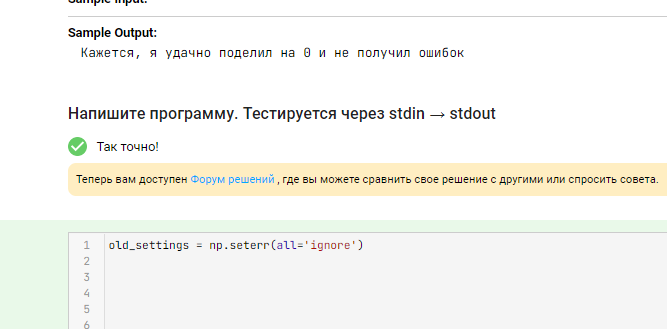 Sample Input:
Sample Output:
Кажется, я удачно поделил на 0 и не получил ошибок
Напишите программу. Тестируется через stdin → stdout
Так точно!
Теперь вам доступен Форум решений , где вы можете сравнить свое решение с другими или спросить совета.
1 old_settings = np.seterr(all='ignore')
2
3
4
5
6